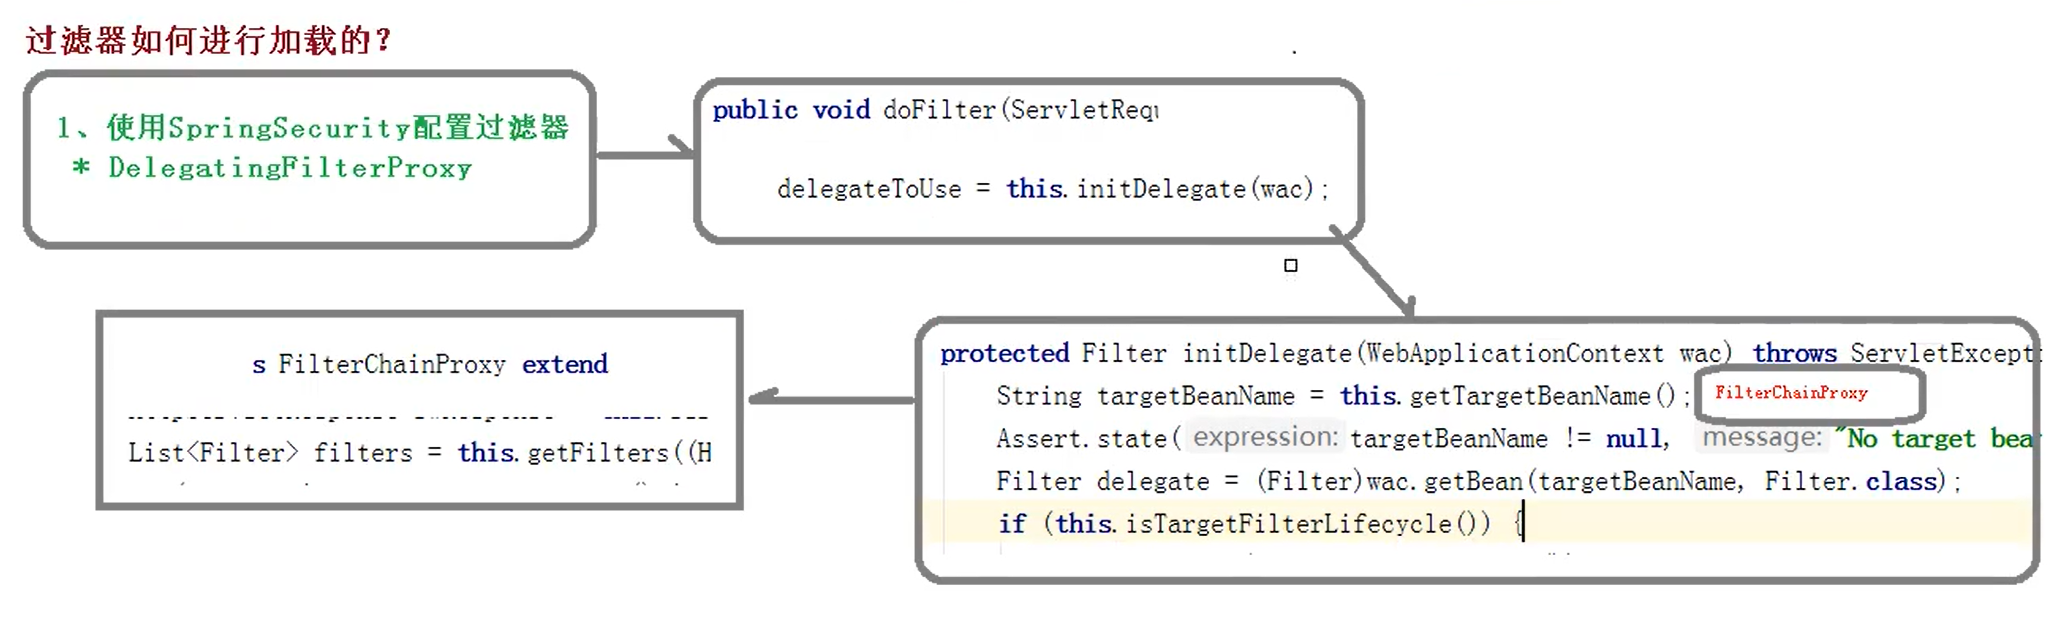 过滤器如何进行加载的？
1、使用SpringSecurity配置过滤器
* DelegatingFilterProxy
public void doFilter(ServletRequ
delegateToUse = this.initDelegate(wac);
protected Filter initDelegate(WebApplicationContext wac) throws ServletExcept
String targetBeanName = this.getTargetBeanName();
FilterChainProxy
Assert.state( expression: targetBeanName != null, message: "No target bea
Filter delegate = (Filter)wac.getBean(targetBeanName, Filter.class);
if (this.isTargetFilterLifecycle()) {
s FilterChainProxy extend
List<Filter> filters = this.getFilters((H